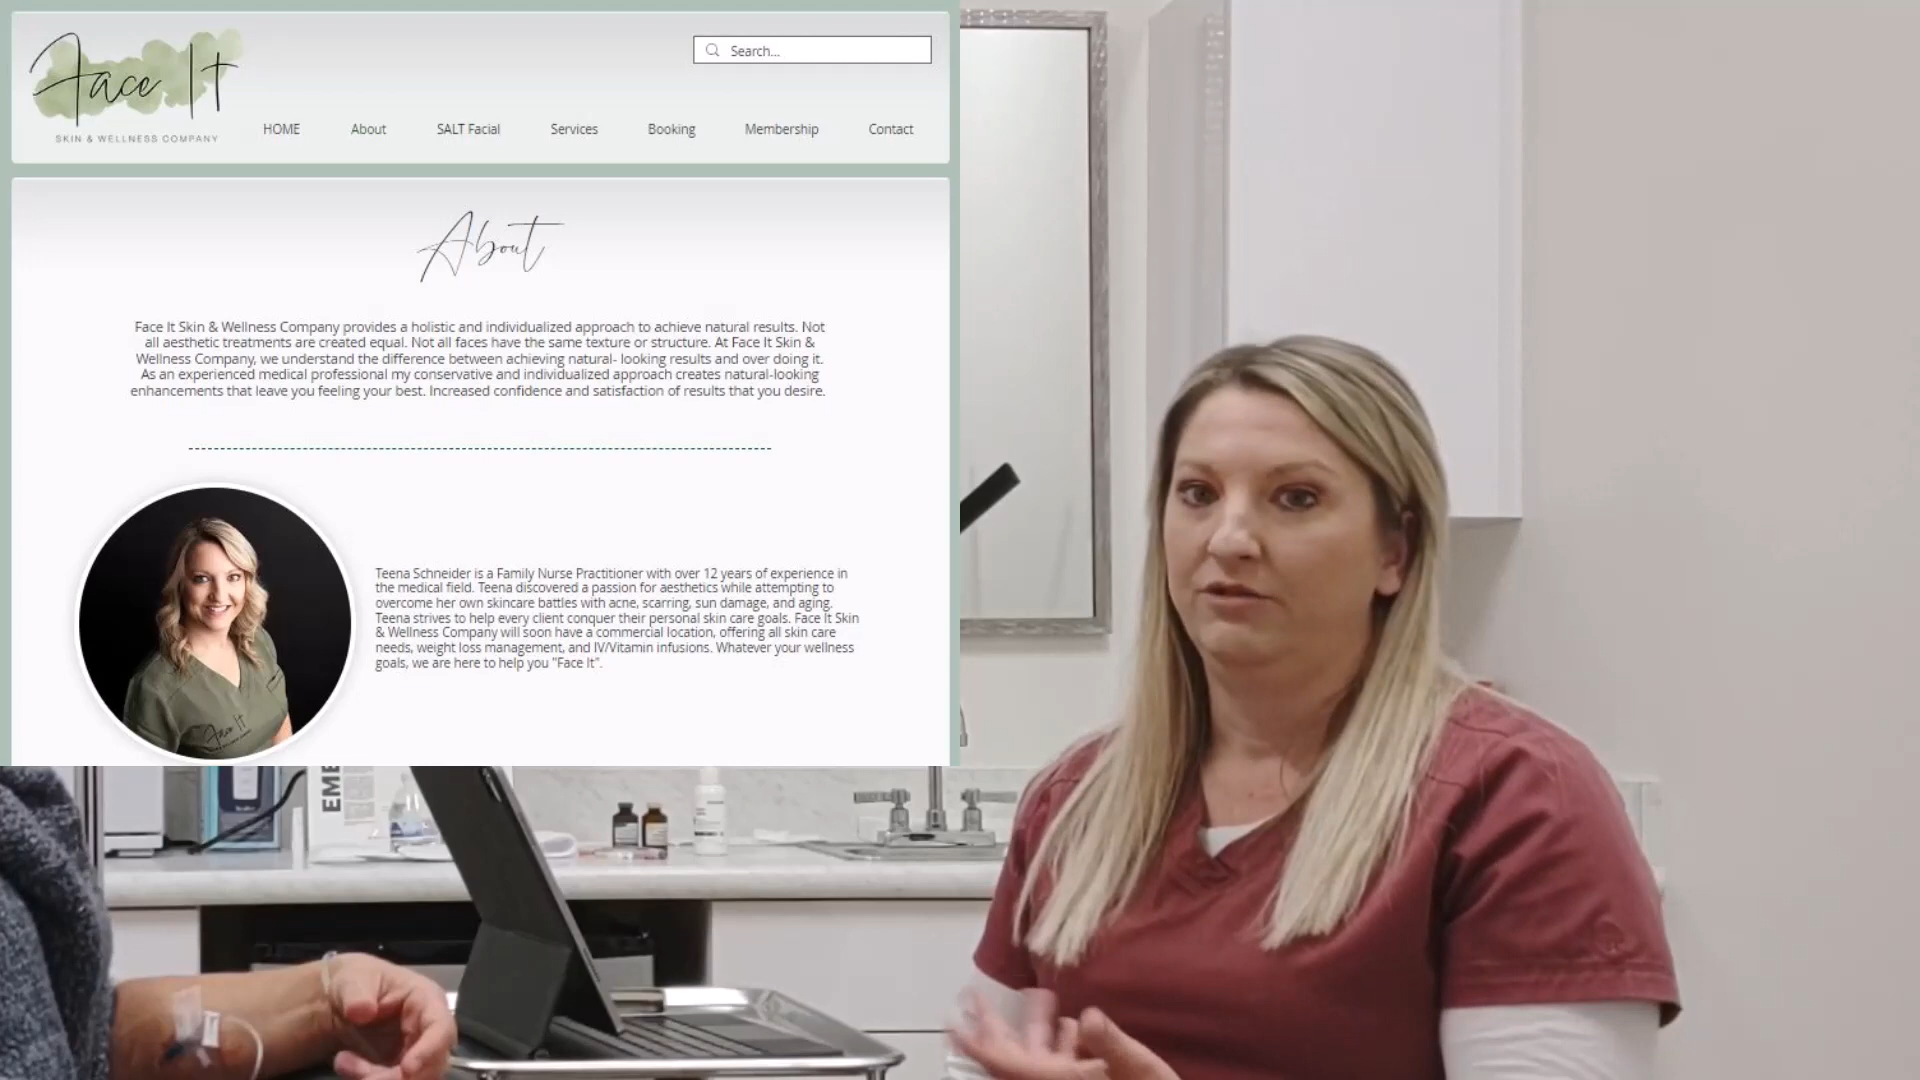 Face It
SKIN & WELLNESS COMPANY
Search...
HOME About SALT Facial Services Booking Membership Contact
About
Face It Skin & Wellness Company provides a holistic and individualized approach to achieve natural results. Not
all aesthetic treatments are created equal. Not all faces have the same texture or structure. At Face It Skin &
Wellness Company, we understand the difference between achieving natural- looking results and over doing it.
As an experienced medical professional my conservative and individualized approach creates natural-looking
enhancements that leave you feeling your best. Increased confidence and satisfaction of results that you desire.
Teena Schneider is a Family Nurse Practitioner with over 12 years of experience in
the medical field. Teena discovered a passion for aesthetics while attempting to
overcome her own skincare battles with acne, scarring, sun damage, and aging.
Teena strives to help every client conquer their personal skin care goals. Face It Skin
& Wellness Company will soon have a commercial location, offering all skin care
needs, weight loss management, and IV/Vitamin infusions. Whatever your wellness
goals, we are here to help you "Face It".
Face It
EME